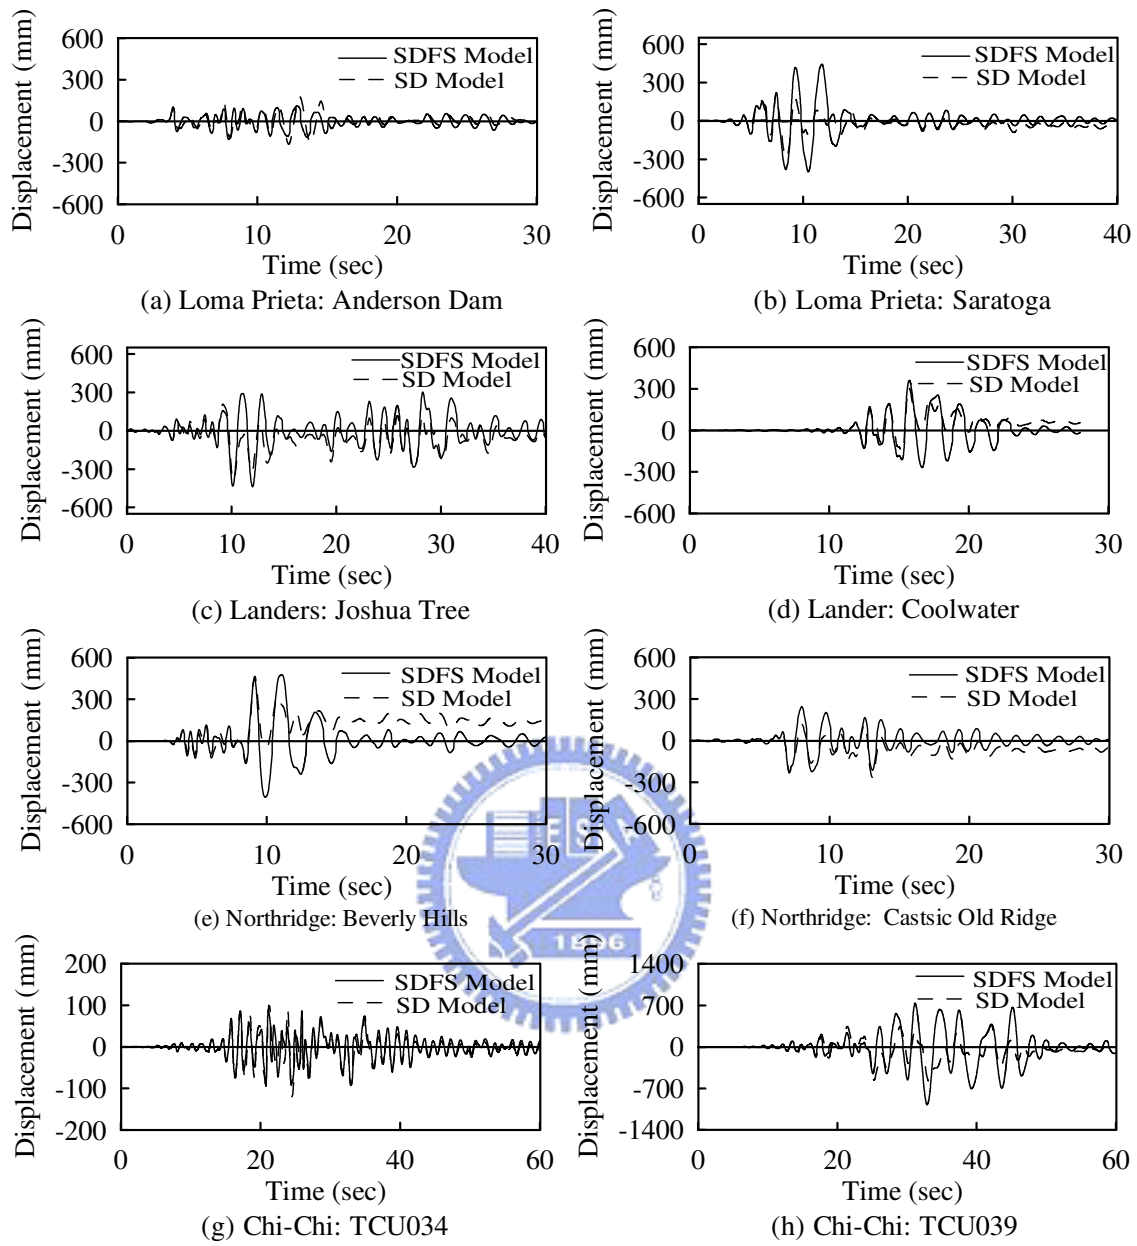 Displacement (mm)
600
300
0
-300
-600
SDFS Model
SD Model
0 10 20 30
Time (sec)
(a) Loma Prieta: Anderson Dam
Displacement (mm)
600
300
0
-300
-600
SDFS Model
SD Model
0 10 20 30 40
Time (sec)
(b) Loma Prieta: Saratoga
Displacement (mm)
600
300
0
-300
-600
SDFS Model
SD Model
0 10 20 30 40
Time (sec)
(c) Landers: Joshua Tree
Displacement (mm)
600
300
0
-300
-600
SDFS Model
SD Model
0 10 20 30
Time (sec)
(d) Lander: Coolwater
Displacement (mm)
600
300
0
-300
-600
SDFS Model
SD Model
0 10 20 30
Time (sec)
(e) Northridge: Beverly Hills
Displacement (mm)
600
300
0
-300
-600
SDFS Model
SD Model
0 10 20 30
Time (sec)
(f) Northridge: Castsic Old Ridge
Displacement (mm)
200
100
0
-100
-200
SDFS Model
SD Model
0 20 40 60
Time (sec)
(g) Chi-Chi: TCU034
Displacement (mm)
1400
700
0
-700
-1400
SDFS Model
SD Model
0 20 40 60
Time (sec)
(h) Chi-Chi: TCU039
1896